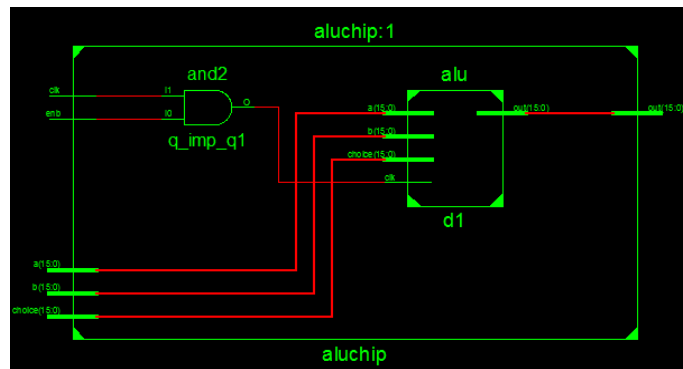 aluchip:1
and2
alu
clk
I1
O
a(15:0)
out(15:0)
out(15:0)
enb
I0
b(15:0)
q_imp_q1
choice(15:0)
clk
d1
a(15:0)
b(15:0)
choice(15:0)
aluchip